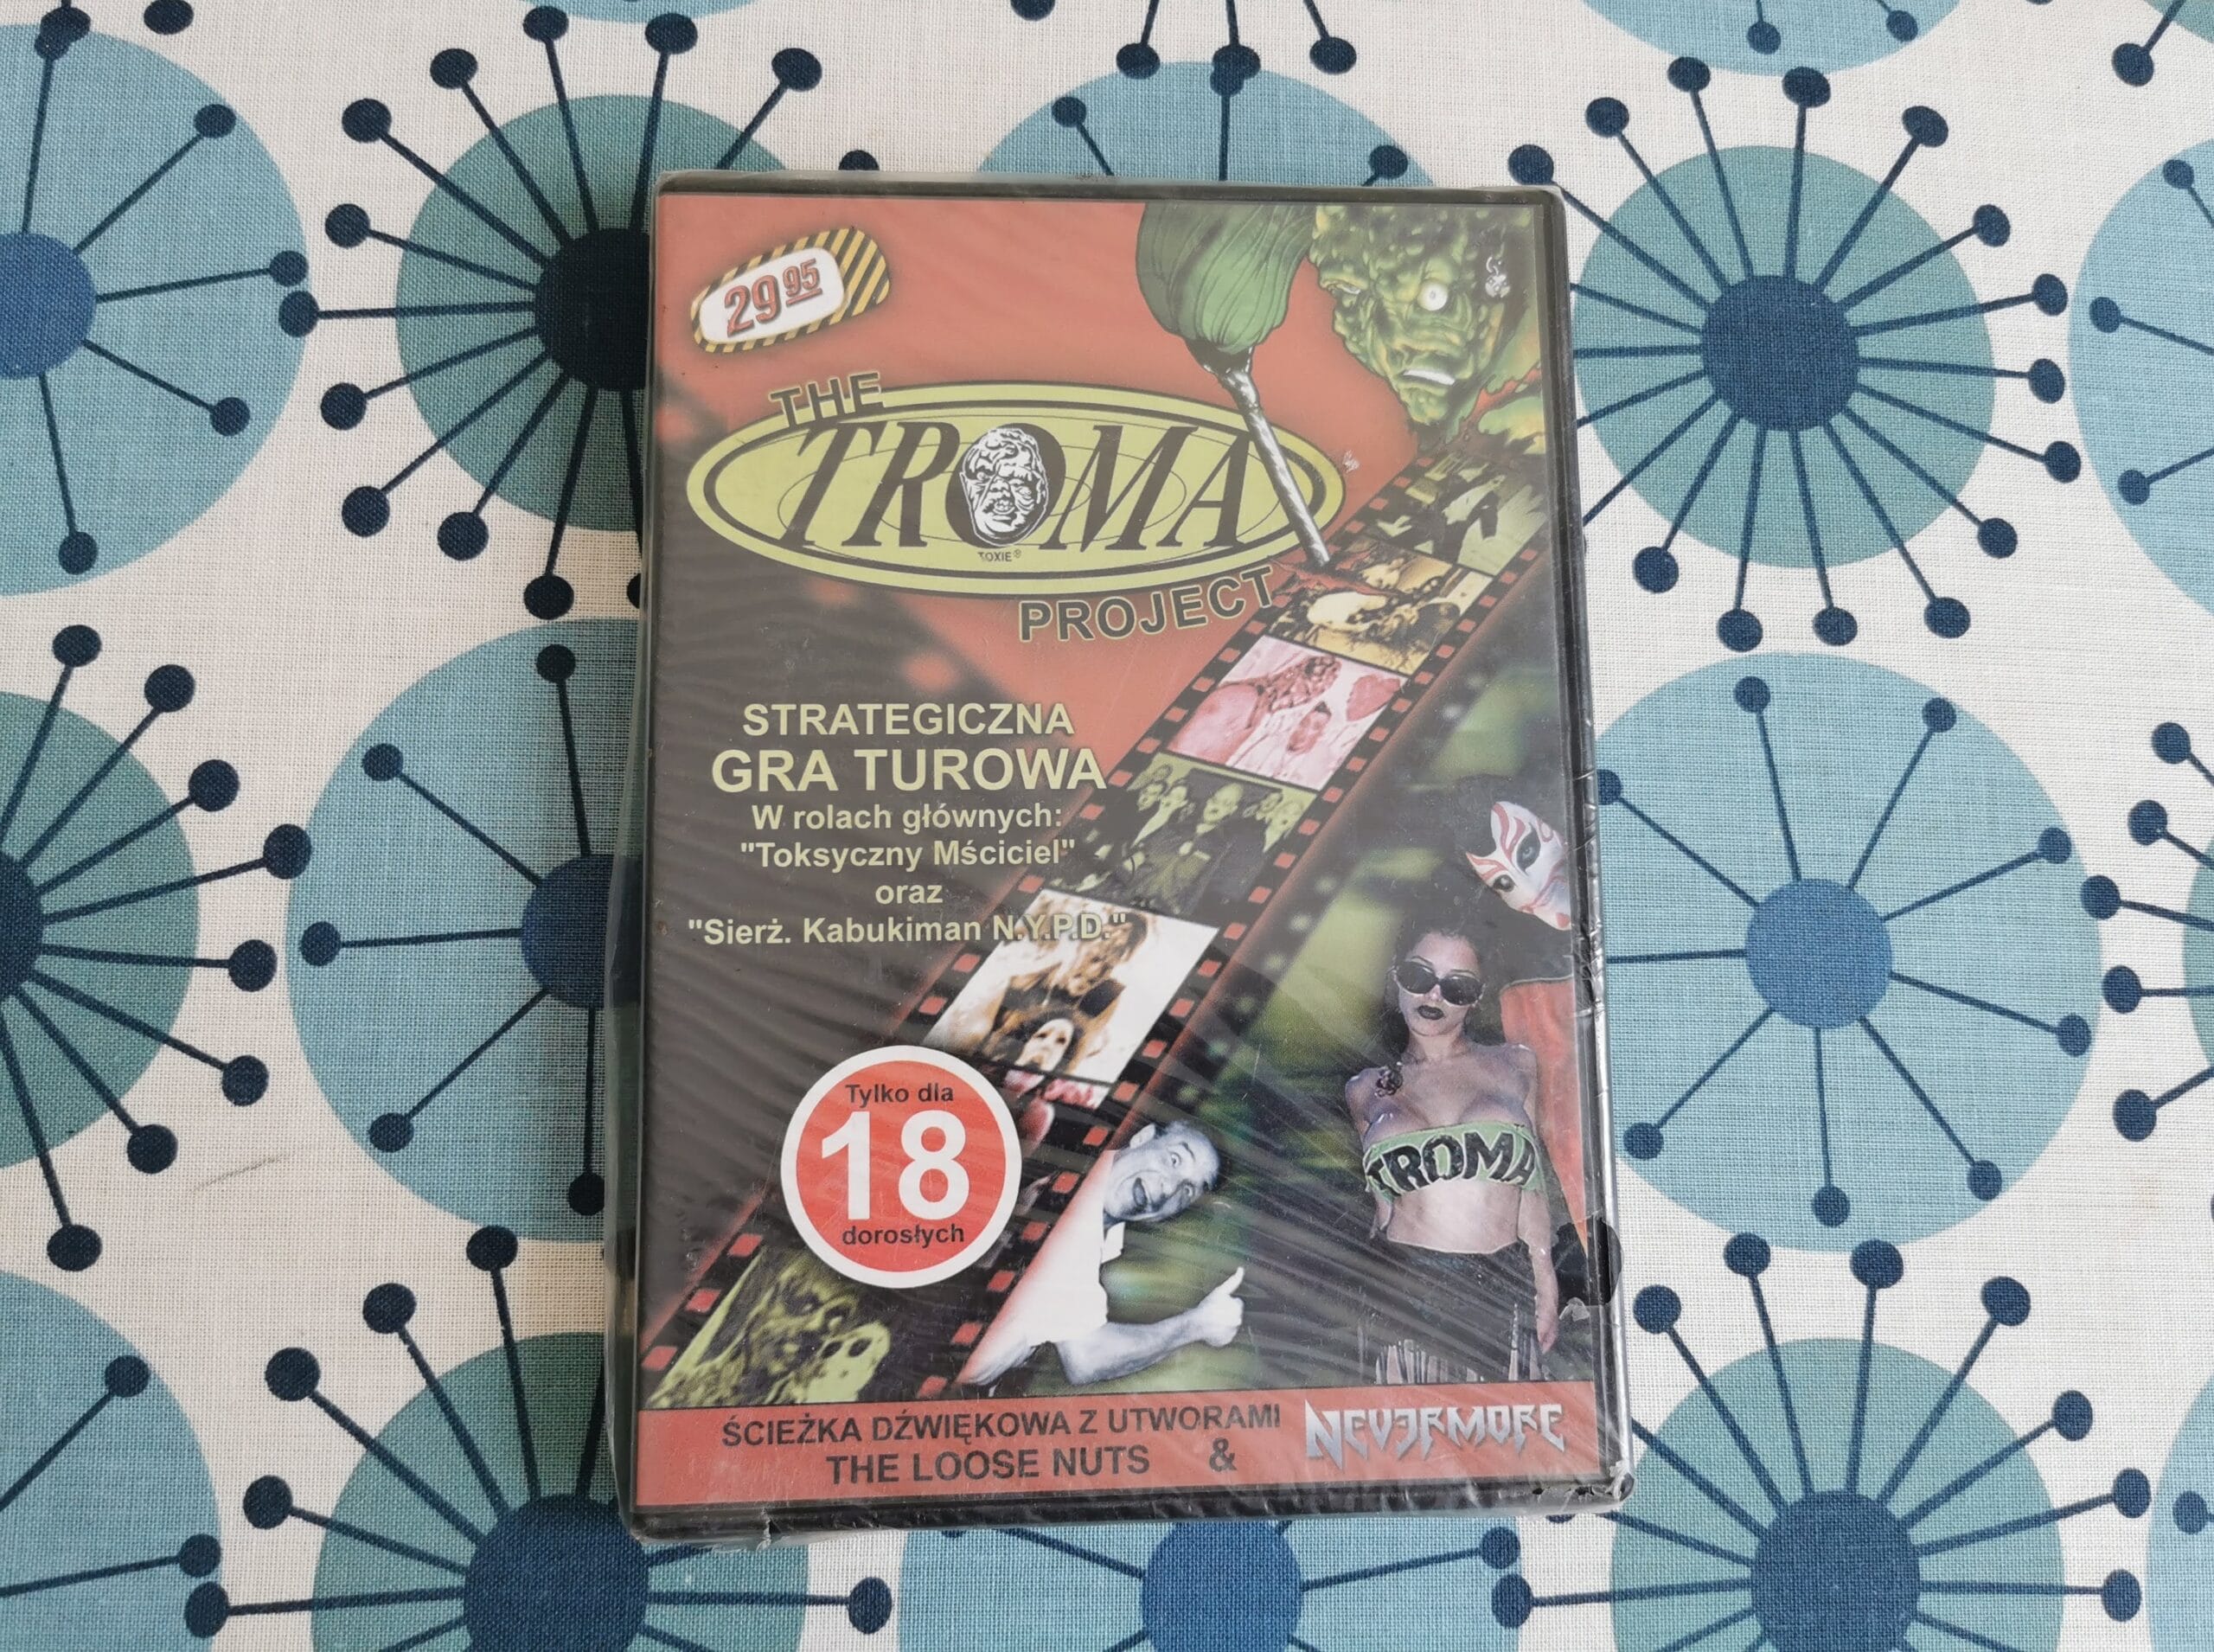 29 95
THE
TROMA
TOXIE®
PROJECT
STRATEGICZNA
GRA TUROWA
W rolach głównych:
"Toksyczny Mściciel"
oraz
"Sierż. Kabukiman N.Y.P.D."
Tylko dla
18
dorosłych
TROMA
ŚCIEŻKA DŹWIĘKOWA Z UTWORAMI
THE LOOSE NUTS & NEVERMORE